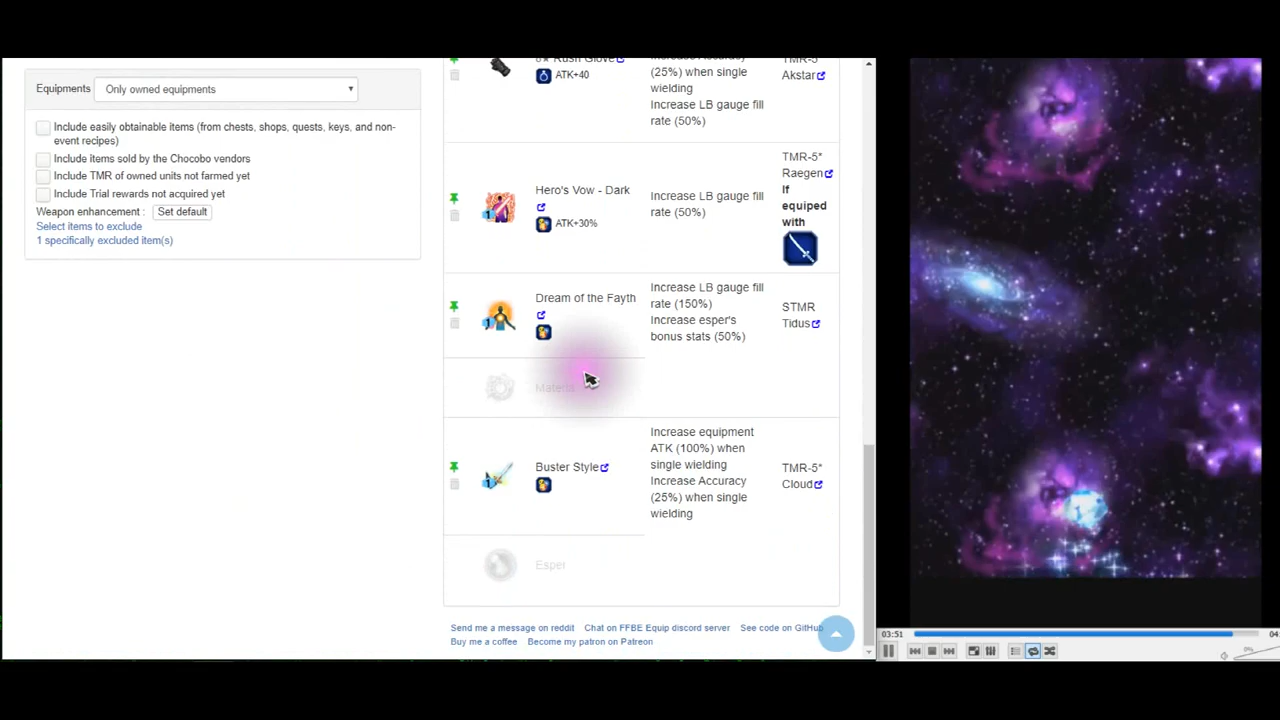 Equipments
Only owned equipments
Include easily obtainable items (from chests, shops, quests, keys, and non-
event recipes)
Include items sold by the Chocobo vendors
Include TMR of owned units not farmed yet
Include Trial rewards not acquired yet
Weapon enhancement : Set default
Select items to exclude
1 specifically excluded item(s)
Rush Glove
ATK+40
(25%) when single
wielding
Increase LB gauge fill
rate (50%)
TMR-5*
Akstar
Hero's Vow - Dark
ATK+30%
Increase LB gauge fill
rate (50%)
TMR-5*
Raegen
If
equiped
with
Dream of the Fayth
Increase LB gauge fill
rate (150%)
Increase esper's
bonus stats (50%)
STMR
Tidus
Materia
Buster Style
Increase equipment
ATK (100%) when
single wielding
Increase Accuracy
(25%) when single
wielding
TMR-5*
Cloud
Esper
Send me a message on reddit Chat on FFBE Equip discord server See code on GitHub
Buy me a coffee Become my patron on Patreon
03:51
0%